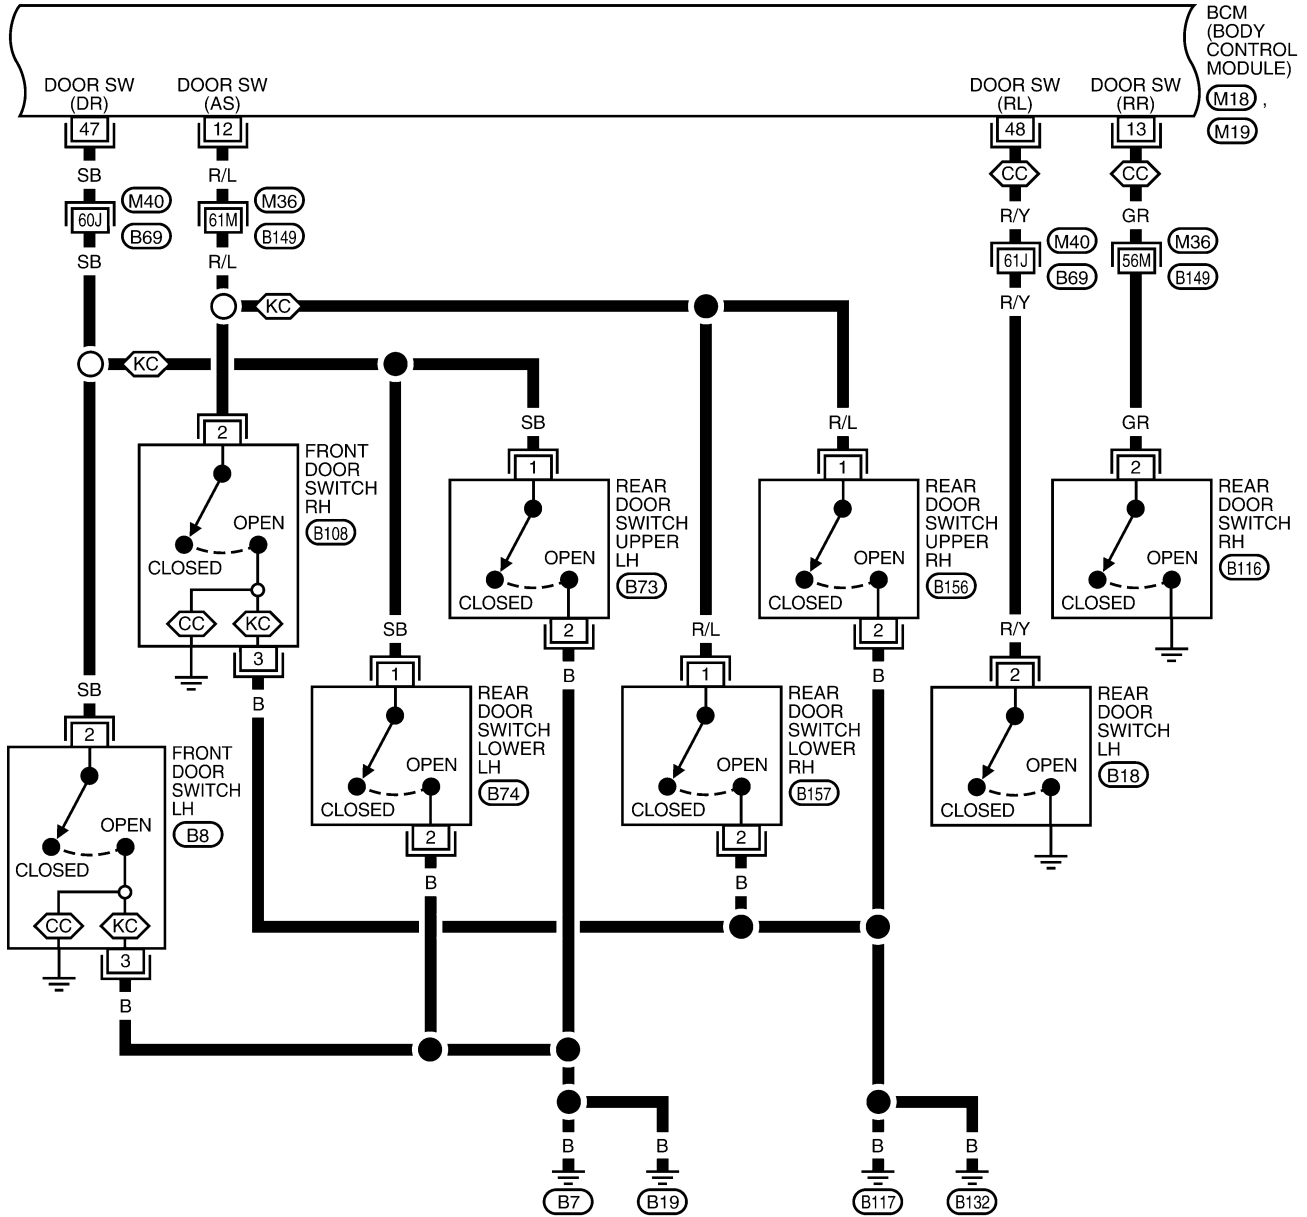 BCM
(BODY
CONTROL
MODULE)
M18 ,
M19
DOOR SW
(DR)
DOOR SW
(AS)
DOOR SW
(RL)
DOOR SW
(RR)
47
12
48
13
SB
R/L
CC
CC
60J
M40
B69
61M
M36
B149
R/Y
GR
61J
M40
B69
56M
M36
B149
SB
R/L
R/Y
KC
KC
SB
R/L
GR
2
FRONT
DOOR
SWITCH
RH
B108
OPEN
CLOSED
CC
KC
3
B
1
REAR
DOOR
SWITCH
UPPER
LH
B73
OPEN
CLOSED
2
B
1
REAR
DOOR
SWITCH
UPPER
RH
B156
OPEN
CLOSED
2
B
2
REAR
DOOR
SWITCH
RH
B116
OPEN
CLOSED
SB
R/L
R/Y
SB
2
FRONT
DOOR
SWITCH
LH
B8
OPEN
CLOSED
CC
KC
3
B
1
REAR
DOOR
SWITCH
LOWER
LH
B74
OPEN
CLOSED
2
B
1
REAR
DOOR
SWITCH
LOWER
RH
B157
OPEN
CLOSED
2
B
2
REAR
DOOR
SWITCH
LH
B18
OPEN
CLOSED
B
B
B
B
B7
B19
B117
B132